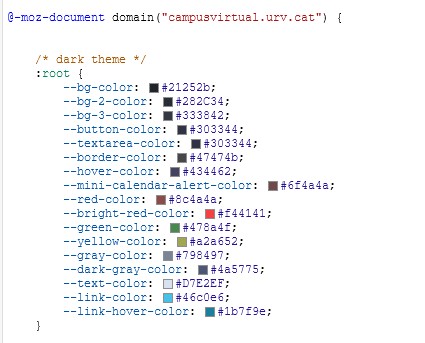 @-moz-document domain("campusvirtual.urv.cat") {
/* dark theme */
:root {
--bg-color: #21252b;
--bg-2-color: #282C34;
--bg-3-color: #333842;
--button-color: #303344;
--textarea-color: #303344;
--border-color: #47474b;
--hover-color: #434462;
--mini-calendar-alert-color: #6f4a4a;
--red-color: #8c4a4a;
--bright-red-color: #f44141;
--green-color: #478a4f;
--yellow-color: #a2a652;
--gray-color: #798497;
--dark-gray-color: #4a5775;
--text-color: #D7E2EF;
--link-color: #46c0e6;
--link-hover-color: #1b7f9e;
}